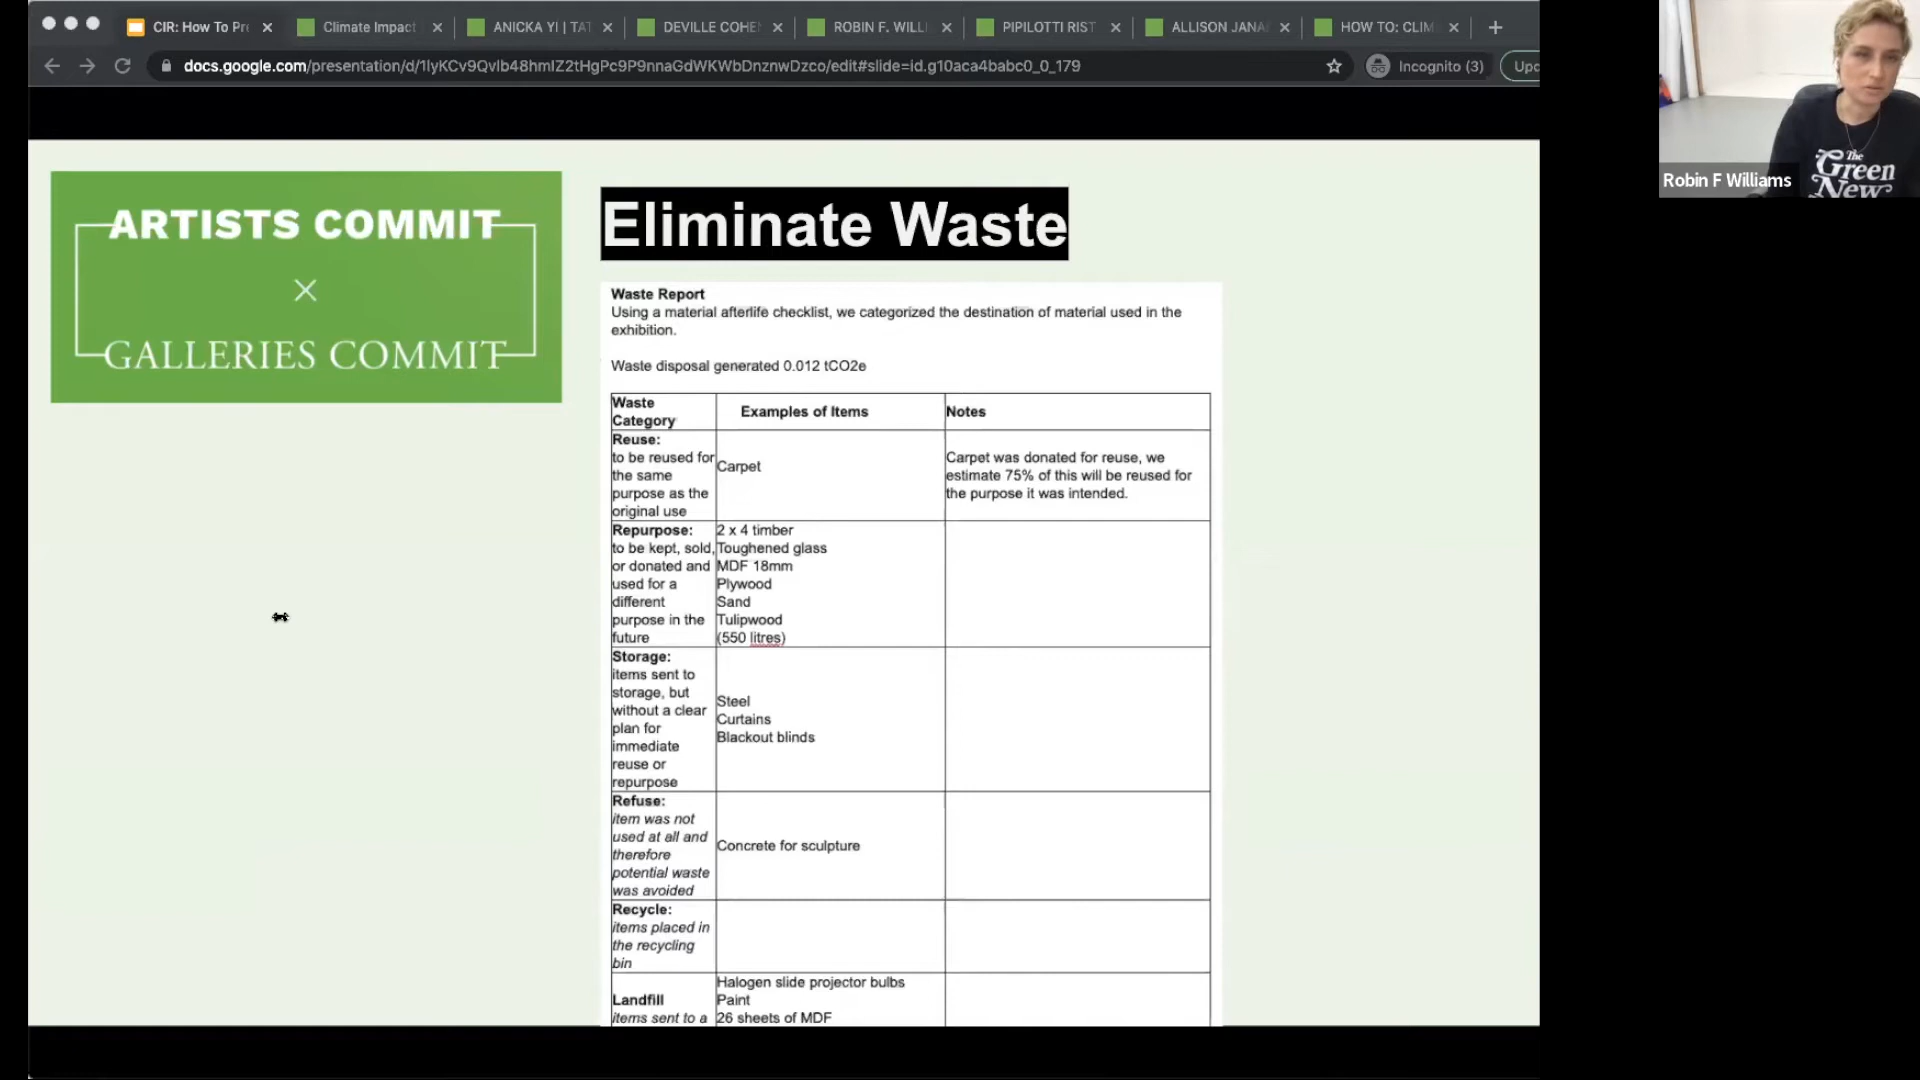 CIR: How To Pre
Climate Impact
ANICKA YI | TAT
DEVILLE COHEN
ROBIN F. WILLI
PIPILOTTI RIST
ALLISON JANA
HOW TO: CLIM
docs.google.com/presentation/d/1lyKCv9Qvlb48hmIZ2tHgPc9P9nnaGdWKWbDnznwDzco/edit#slide=id.g10aca4babc0_0_179
Incognito (3)
Upd
ARTISTS COMMIT
×
GALLERIES COMMIT
Eliminate Waste
Waste Report
Using a material afterlife checklist, we categorized the destination of material used in the
exhibition.
Waste disposal generated 0.012 tCO2e
Waste
Category
Examples of Items
Notes
Reuse:
to be reused for
the same
purpose as the
original use
Carpet
Carpet was donated for reuse, we
estimate 75% of this will be reused for
the purpose it was intended.
Repurpose:
to be kept, sold,
or donated and
used for a
different
purpose in the
future
2 x 4 timber
Toughened glass
MDF 18mm
Plywood
Sand
Tulipwood
(550 litres)
Storage:
items sent to
storage, but
without a clear
plan for
immediate
reuse or
repurpose
Steel
Curtains
Blackout blinds
Refuse:
item was not
used at all and
therefore
potential waste
was avoided
Concrete for sculpture
Recycle:
items placed in
the recycling
bin
Landfill
items sent to a
Halogen slide projector bulbs
Paint
26 sheets of MDF
Robin F Williams
The
Green
New